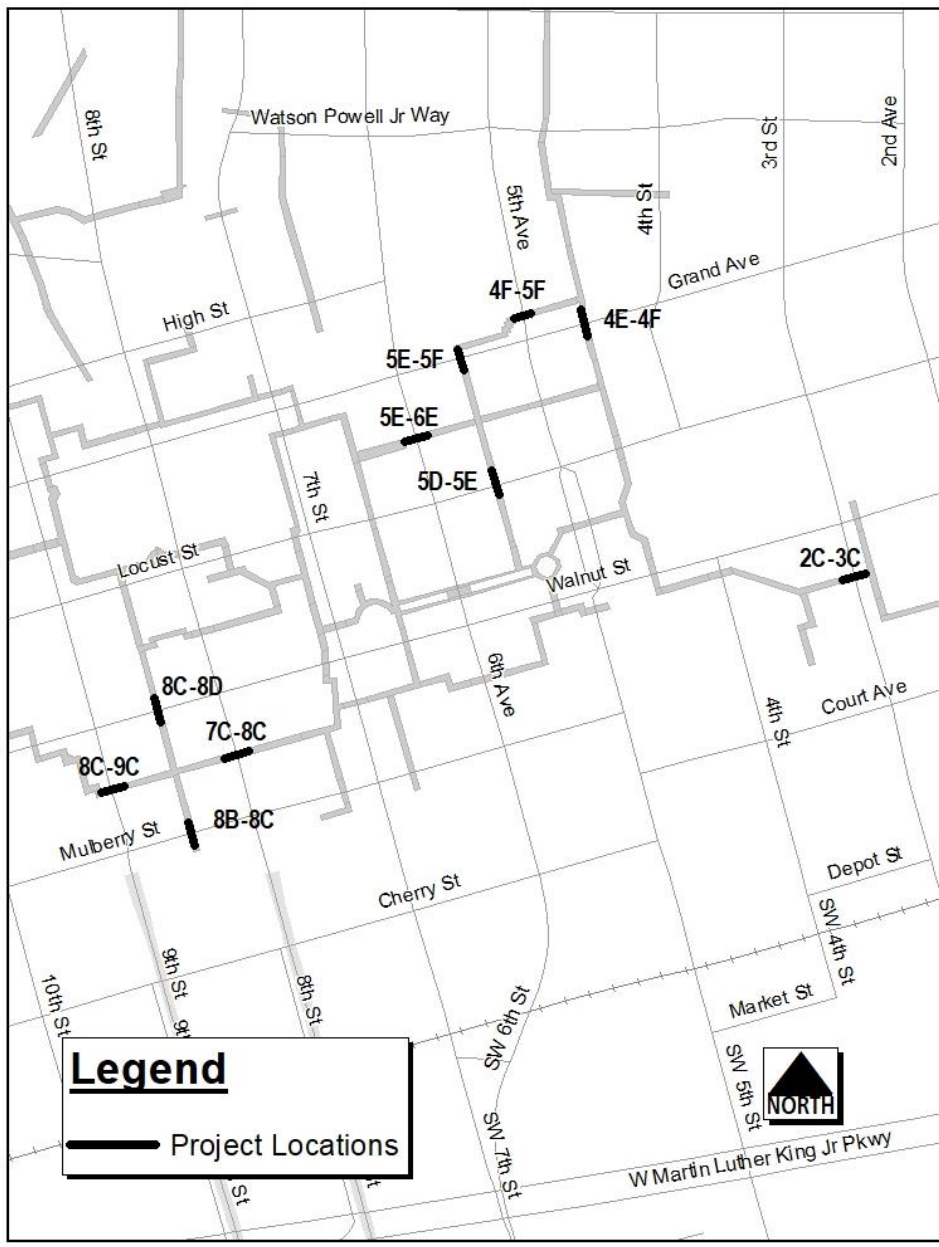 Watson Powell Jr Way
8th St
3rd St
2nd Ave
5th Ave
4th St
Grand Ave
High St
4F-5F
4E-4F
5E-5F
5E-6E
5D-5E
7th St
Locust St
Walnut St
2C-3C
6th Ave
8C-8D
7C-8C
8C-9C
8B-8C
4th St
Court Ave
Mulberry St
Cherry St
Depot St
SW 4th St
10th St
9th St
8th St
SW 6th St
Market St
SW 5th St
SW 7th St
W Martin Luther King Jr Pkwy
Legend
Project Locations
NORTH